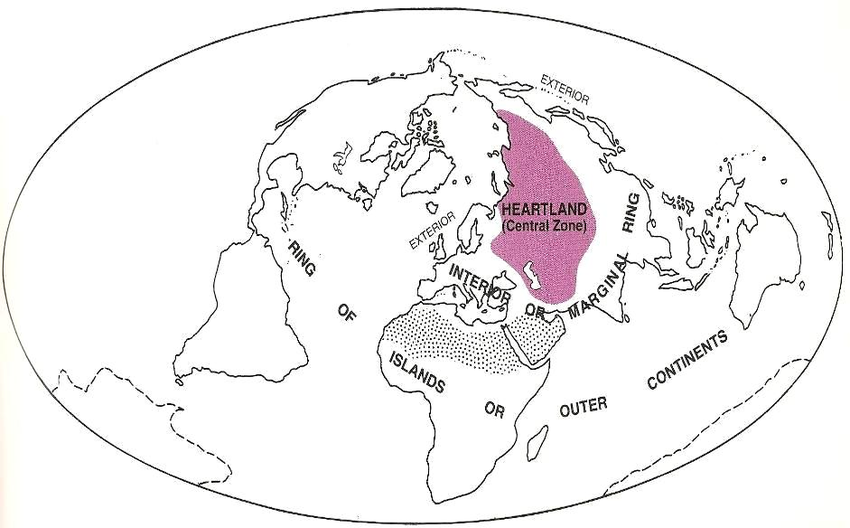 EXTERIOR
HEARTLAND
(Central Zone)
EXTERIOR
INTERIOR OR MARGINAL RING
RING OF ISLANDS OR OUTER CONTINENTS